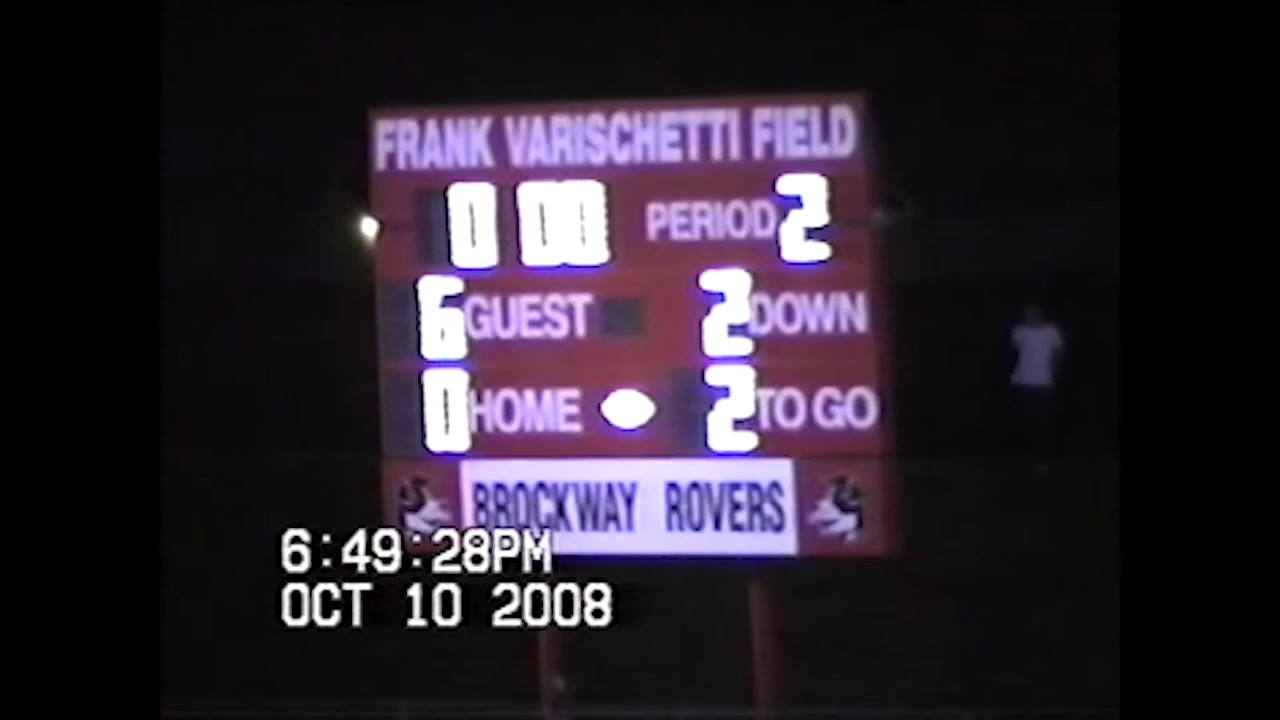 FRANK VARISCHETTI FIELD
0 00 PERIOD 2
6 GUEST 2 DOWN
0 HOME 2 TO GO
BROCKWAY ROVERS
6:49:28PM
OCT 10 2008